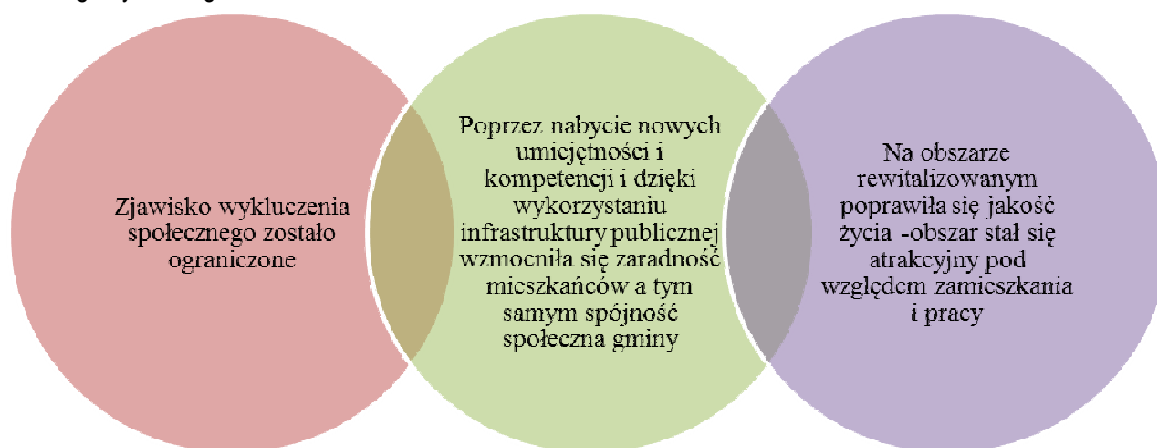 Zjawisko wykluczenia
społecznego zostało
ograniczone
Poprzez nabycie nowych
umiejętności i
kompetencji i dzięki
wykorzystaniu
infrastruktury publicznej
wzmocniła się zaradność
mieszkańców a tym
samym spójność
społeczna gminy
Na obszarze
rewitalizowanym
poprawiła się jakość
życia -obszar stał się
atrakcyjny pod
względem zamieszkania
i pracy